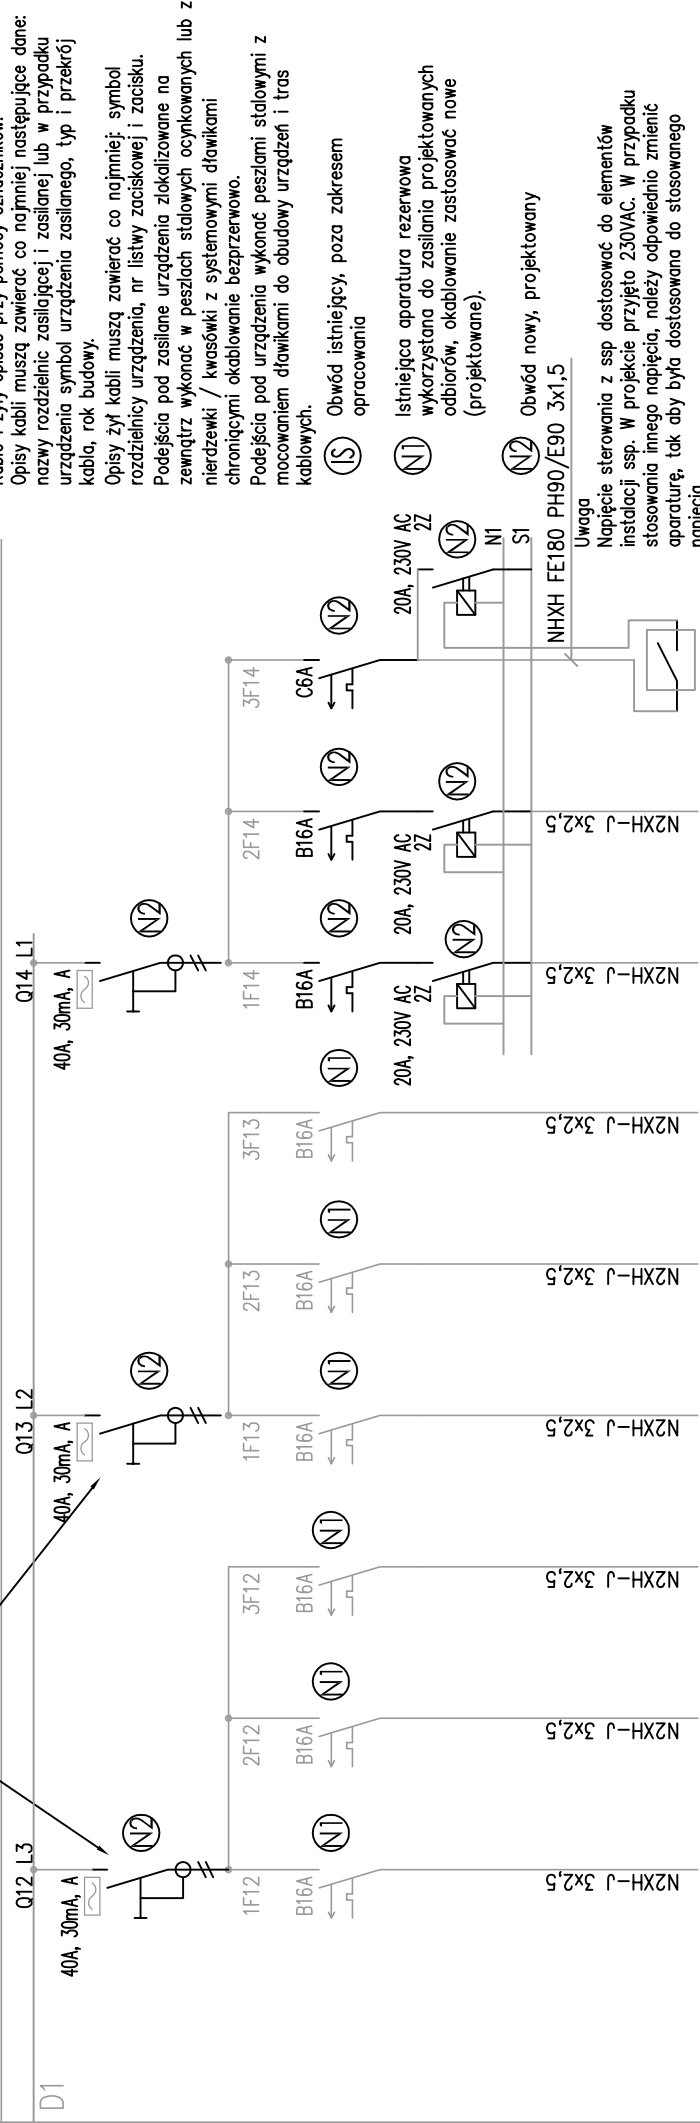 Opisy kabli muszą zawierać co najmniej następujące dane:
nazwy rozdzielnic zasilającej i zasilanej lub w przypadku
urządzenia symbol urządzenia zasilanego, typ i przekrój
kabla, rok budowy.
Opisy żył kabli muszą zawierać co najmniej: symbol
rozdzielnicy urządzenia, nr listwy zaciskowej i zacisku.
Podejścia pod zasilane urządzenia zlokalizowane na
zewnątrz wykonać w peszlach stalowych ocynkowanych lub z
nierdzewki / kwasówki z systemowymi dławikami
chroniącymi okablowanie bezprzerwowo.
Podejścia pod urządzenia wykonać peszlami stalowymi z
mocowaniem dławikami do obudowy urządzeń i tras
kablowych.
IS
Obwód istniejący, poza zakresem
opracowania
N1
Istniejąca aparatura rezerwowa
wykorzystana do zasilania projektowanych
odbiorów, okablowanie zastosować nowe
(projektowane).
N2
Obwód nowy, projektowany
NHXH FE180 PH90/E90 3x1,5
Uwaga
Napięcie sterowania z ssp dostosować do elementów
instalacji ssp. W projekcie przyjęto 230VAC. W przypadku
stosowania innego napięcia, należy odpowiednio zmienić
aparaturę, tak aby była dostosowana do stosowanego
napięcia
D1
Q12 L3
40A, 30mA, A
N2
1F12
B16A
N1
N2XH-J 3x2,5
2F12
B16A
N1
N2XH-J 3x2,5
3F12
B16A
N1
N2XH-J 3x2,5
Q13 L2
40A, 30mA, A
N2
1F13
B16A
N1
N2XH-J 3x2,5
2F13
B16A
N1
N2XH-J 3x2,5
3F13
B16A
N1
N2XH-J 3x2,5
Q14 L1
40A, 30mA, A
N2
1F14
B16A
N2
20A, 230V AC
2Z
N2
N2XH-J 3x2,5
2F14
B16A
N2
20A, 230V AC
2Z
N2
N2XH-J 3x2,5
3F14
C6A
N2
20A, 230V AC
2Z
N2
N1
S1